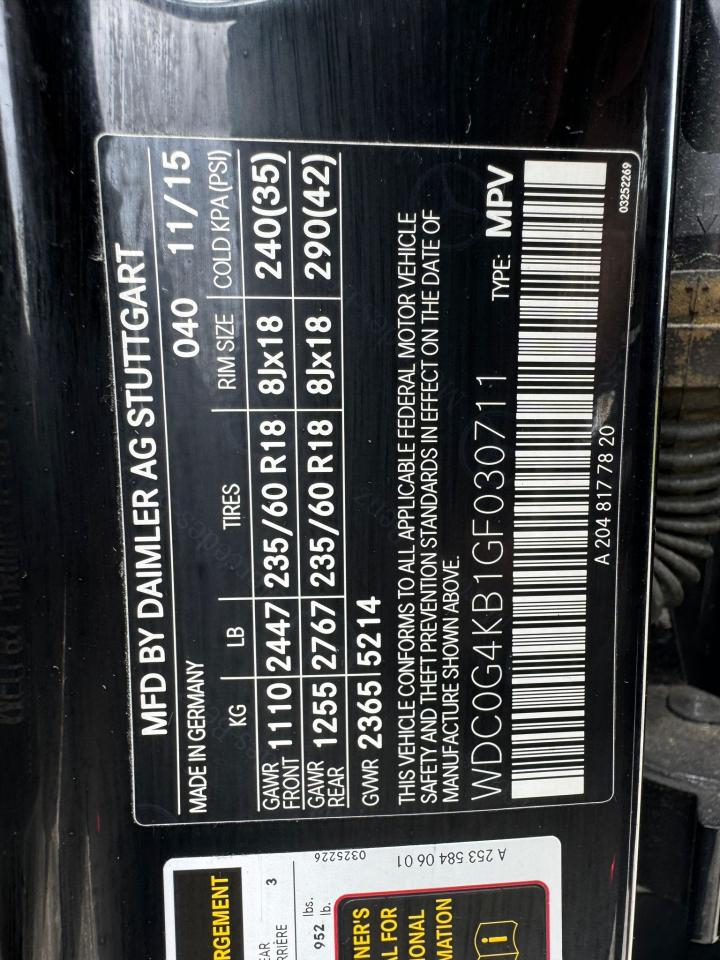 MFD BY DAIMLER AG STUTTGART
MADE IN GERMANY 040 11/15
KG LB TIRES RIM SIZE COLD KPA(PSI)
GAWR FRONT 1110 2447 235/60 R18 8Jx18 240(35)
GAWR REAR 1255 2767 235/60 R18 8Jx18 290(42)
GVWR 2365 5214
THIS VEHICLE CONFORMS TO ALL APPLICABLE FEDERAL MOTOR VEHICLE
SAFETY AND THEFT PREVENTION STANDARDS IN EFFECT ON THE DATE OF
MANUFACTURE SHOWN ABOVE.
WDC0G4KB1GF030711 TYPE: MPV
A 204 817 78 20
03252269
RGEMENT
3
952 lbs.
lb.
0325226
NER'S
A 253 584 06 01